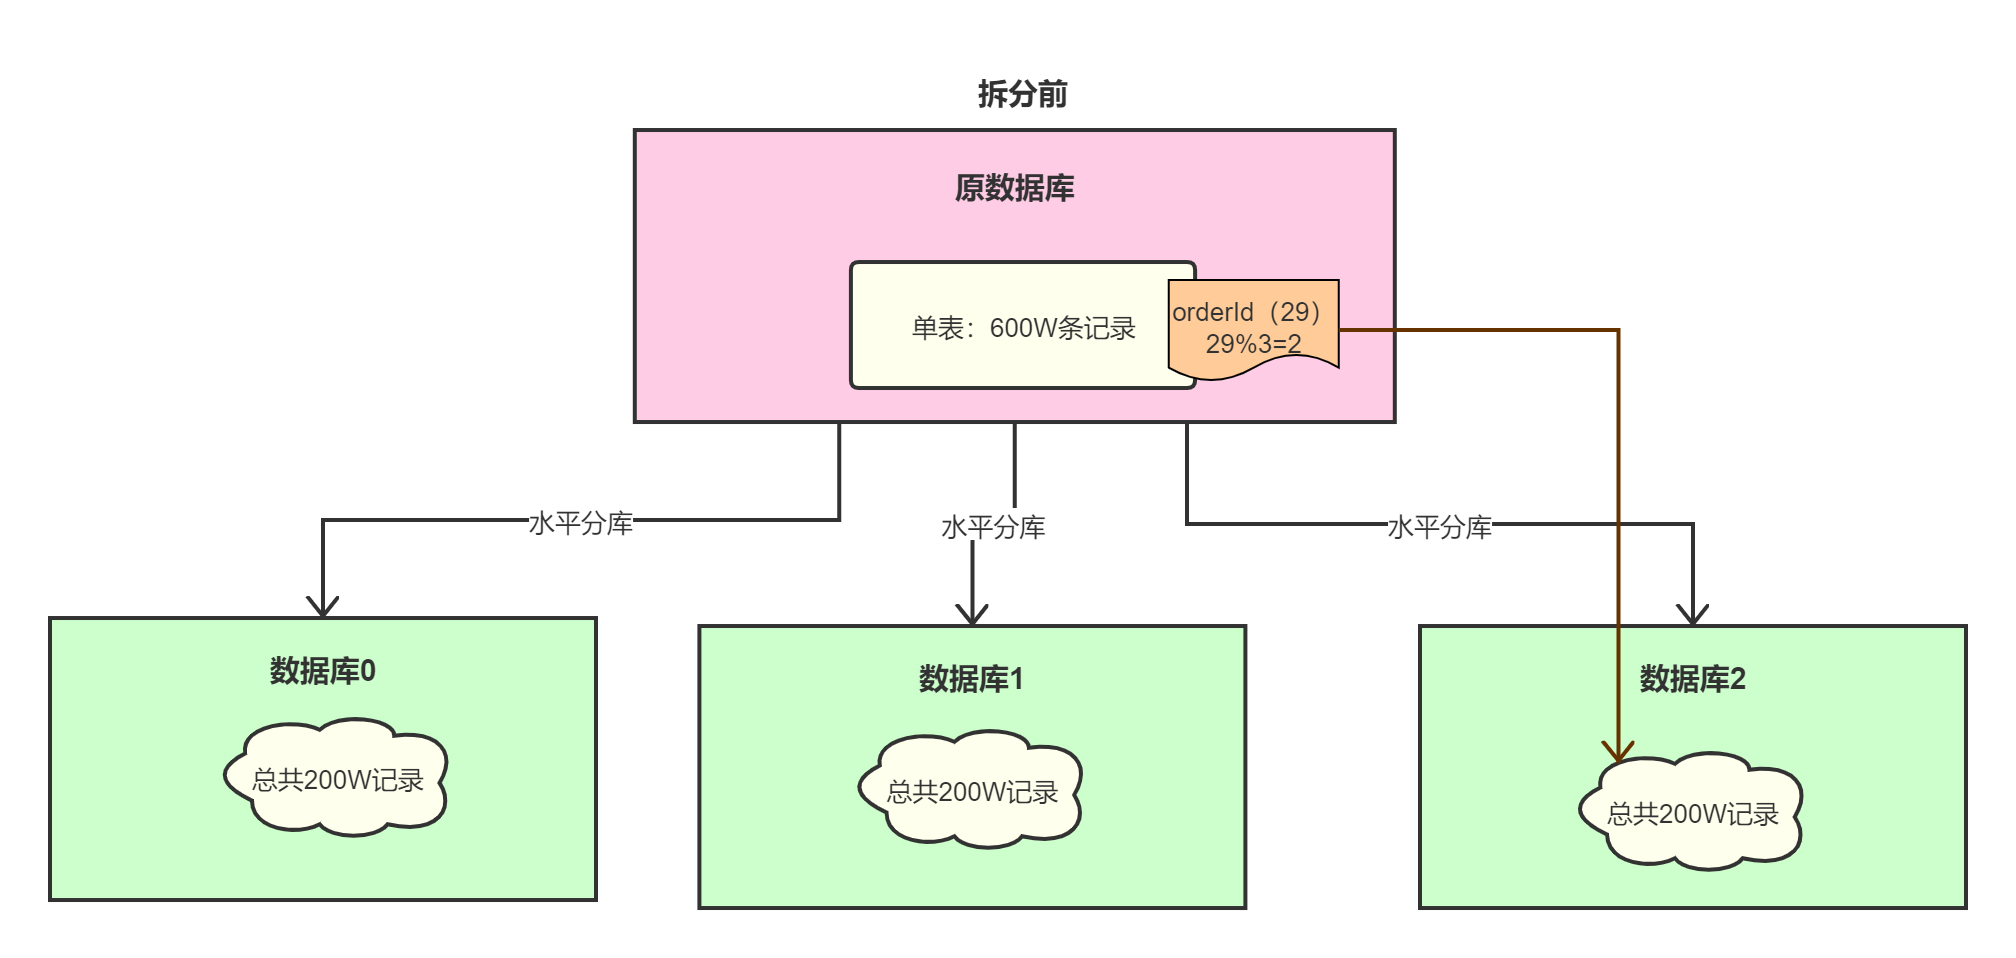 拆分前
原数据库
单表：600W条记录
orderId（29）
29%3=2
水平分库
水平分库
水平分库
数据库0
总共200W记录
数据库1
总共200W记录
数据库2
总共200W记录